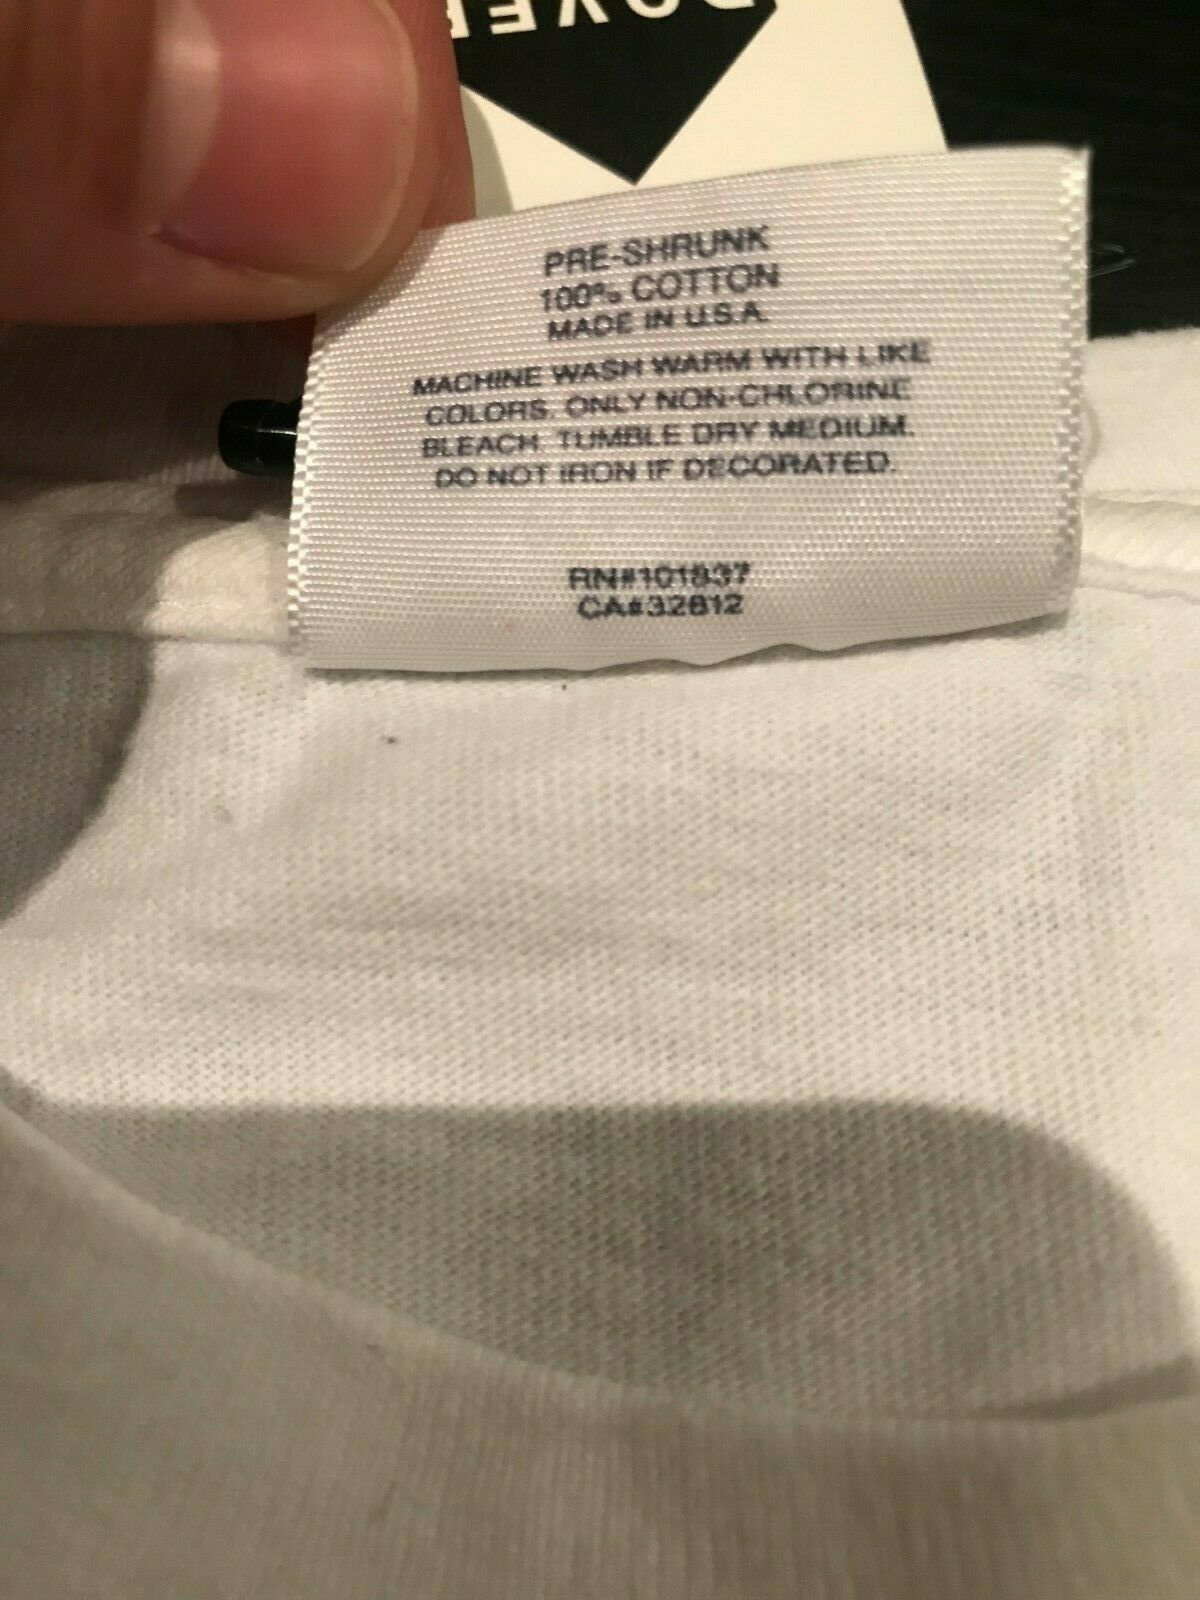 DOVER
PRE-SHRUNK
100% COTTON
MADE IN U.S.A.
MACHINE WASH WARM WITH LIKE
COLORS. ONLY NON-CHLORINE
BLEACH. TUMBLE DRY MEDIUM.
DO NOT IRON IF DECORATED.
RN#101837
CA#32812